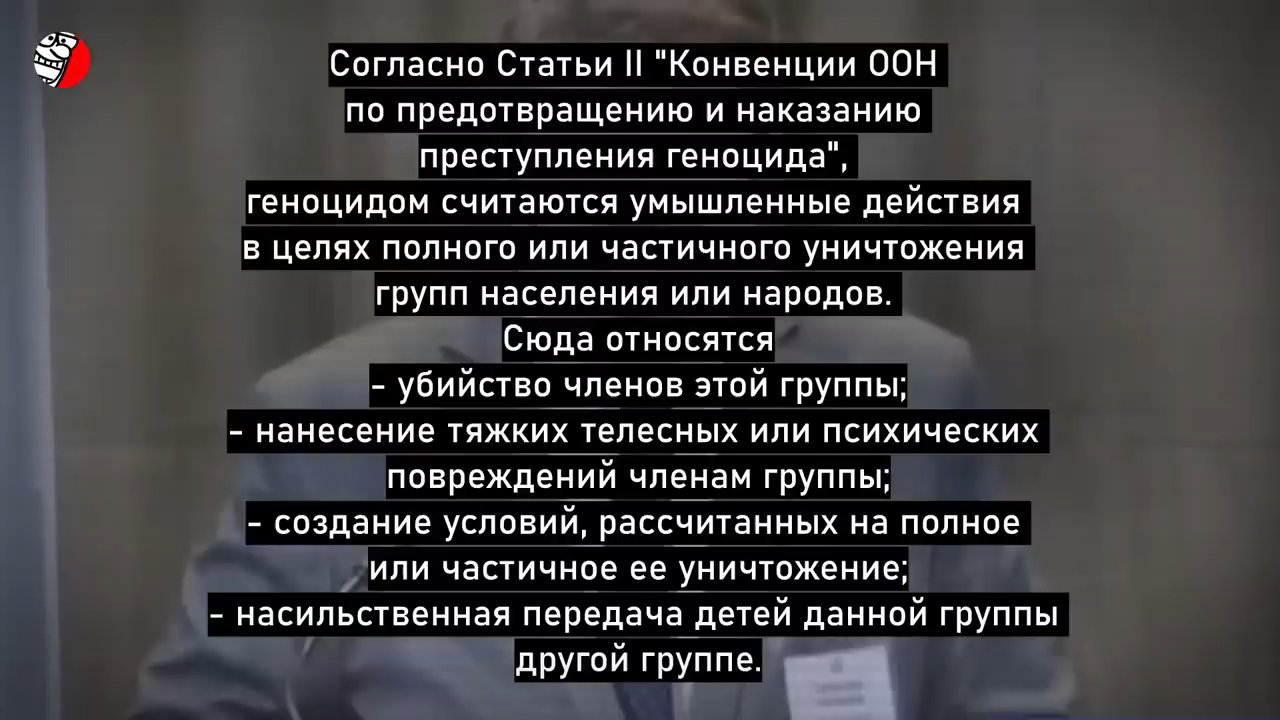 Согласно Статьи II "Конвенции ООН
по предотвращению и наказанию
преступления геноцида",
геноцидом считаются умышленные действия
в целях полного или частичного уничтожения
групп населения или народов.
Сюда относятся
- убийство членов этой группы;
- нанесение тяжких телесных или психических
повреждений членам группы;
- создание условий, рассчитанных на полное
или частичное ее уничтожение;
- насильственная передача детей данной группы
другой группе.